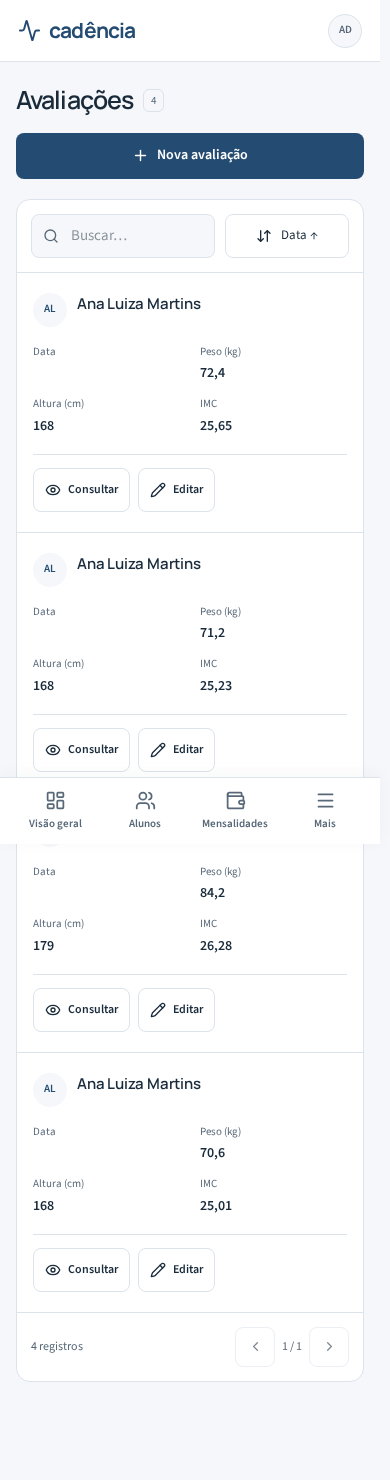 cadência
AD
Avaliações 4
Nova avaliação
Buscar...
Data ↑
AL Ana Luiza Martins
Data Peso (kg)
72,4
Altura (cm) IMC
168 25,65
Consultar Editar
AL Ana Luiza Martins
Data Peso (kg)
71,2
Altura (cm) IMC
168 25,23
Consultar Editar
Visão geral Alunos Mensalidades Mais
Data Peso (kg)
84,2
Altura (cm) IMC
179 26,28
Consultar Editar
AL Ana Luiza Martins
Data Peso (kg)
70,6
Altura (cm) IMC
168 25,01
Consultar Editar
4 registros 1 / 1